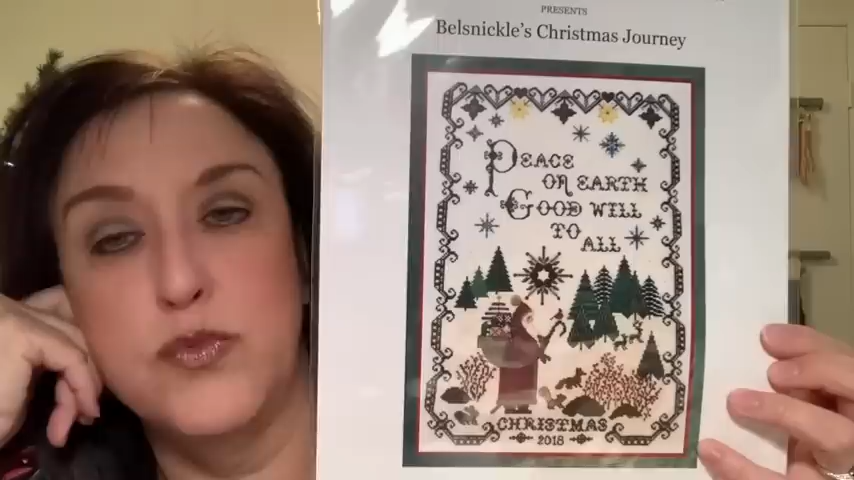 PRESENTS
Belsnickle's Christmas Journey
PEACE
ON EARTH
GOOD WILL
TO
ALL
CHRISTMAS
2018